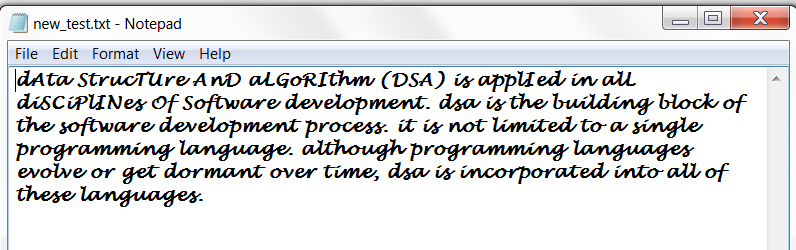 new_test.txt - Notepad
File Edit Format View Help
dAta StrucTUre AnD aLGoRIthm (DSA) is applIed in alL
diSCiPlINes Of Software development. dsa is the building block of
the software development process. it is not limited to a single
programming language. although programming languages
evolve or get dormant over time, dsa is incorporated into all of
these languages.